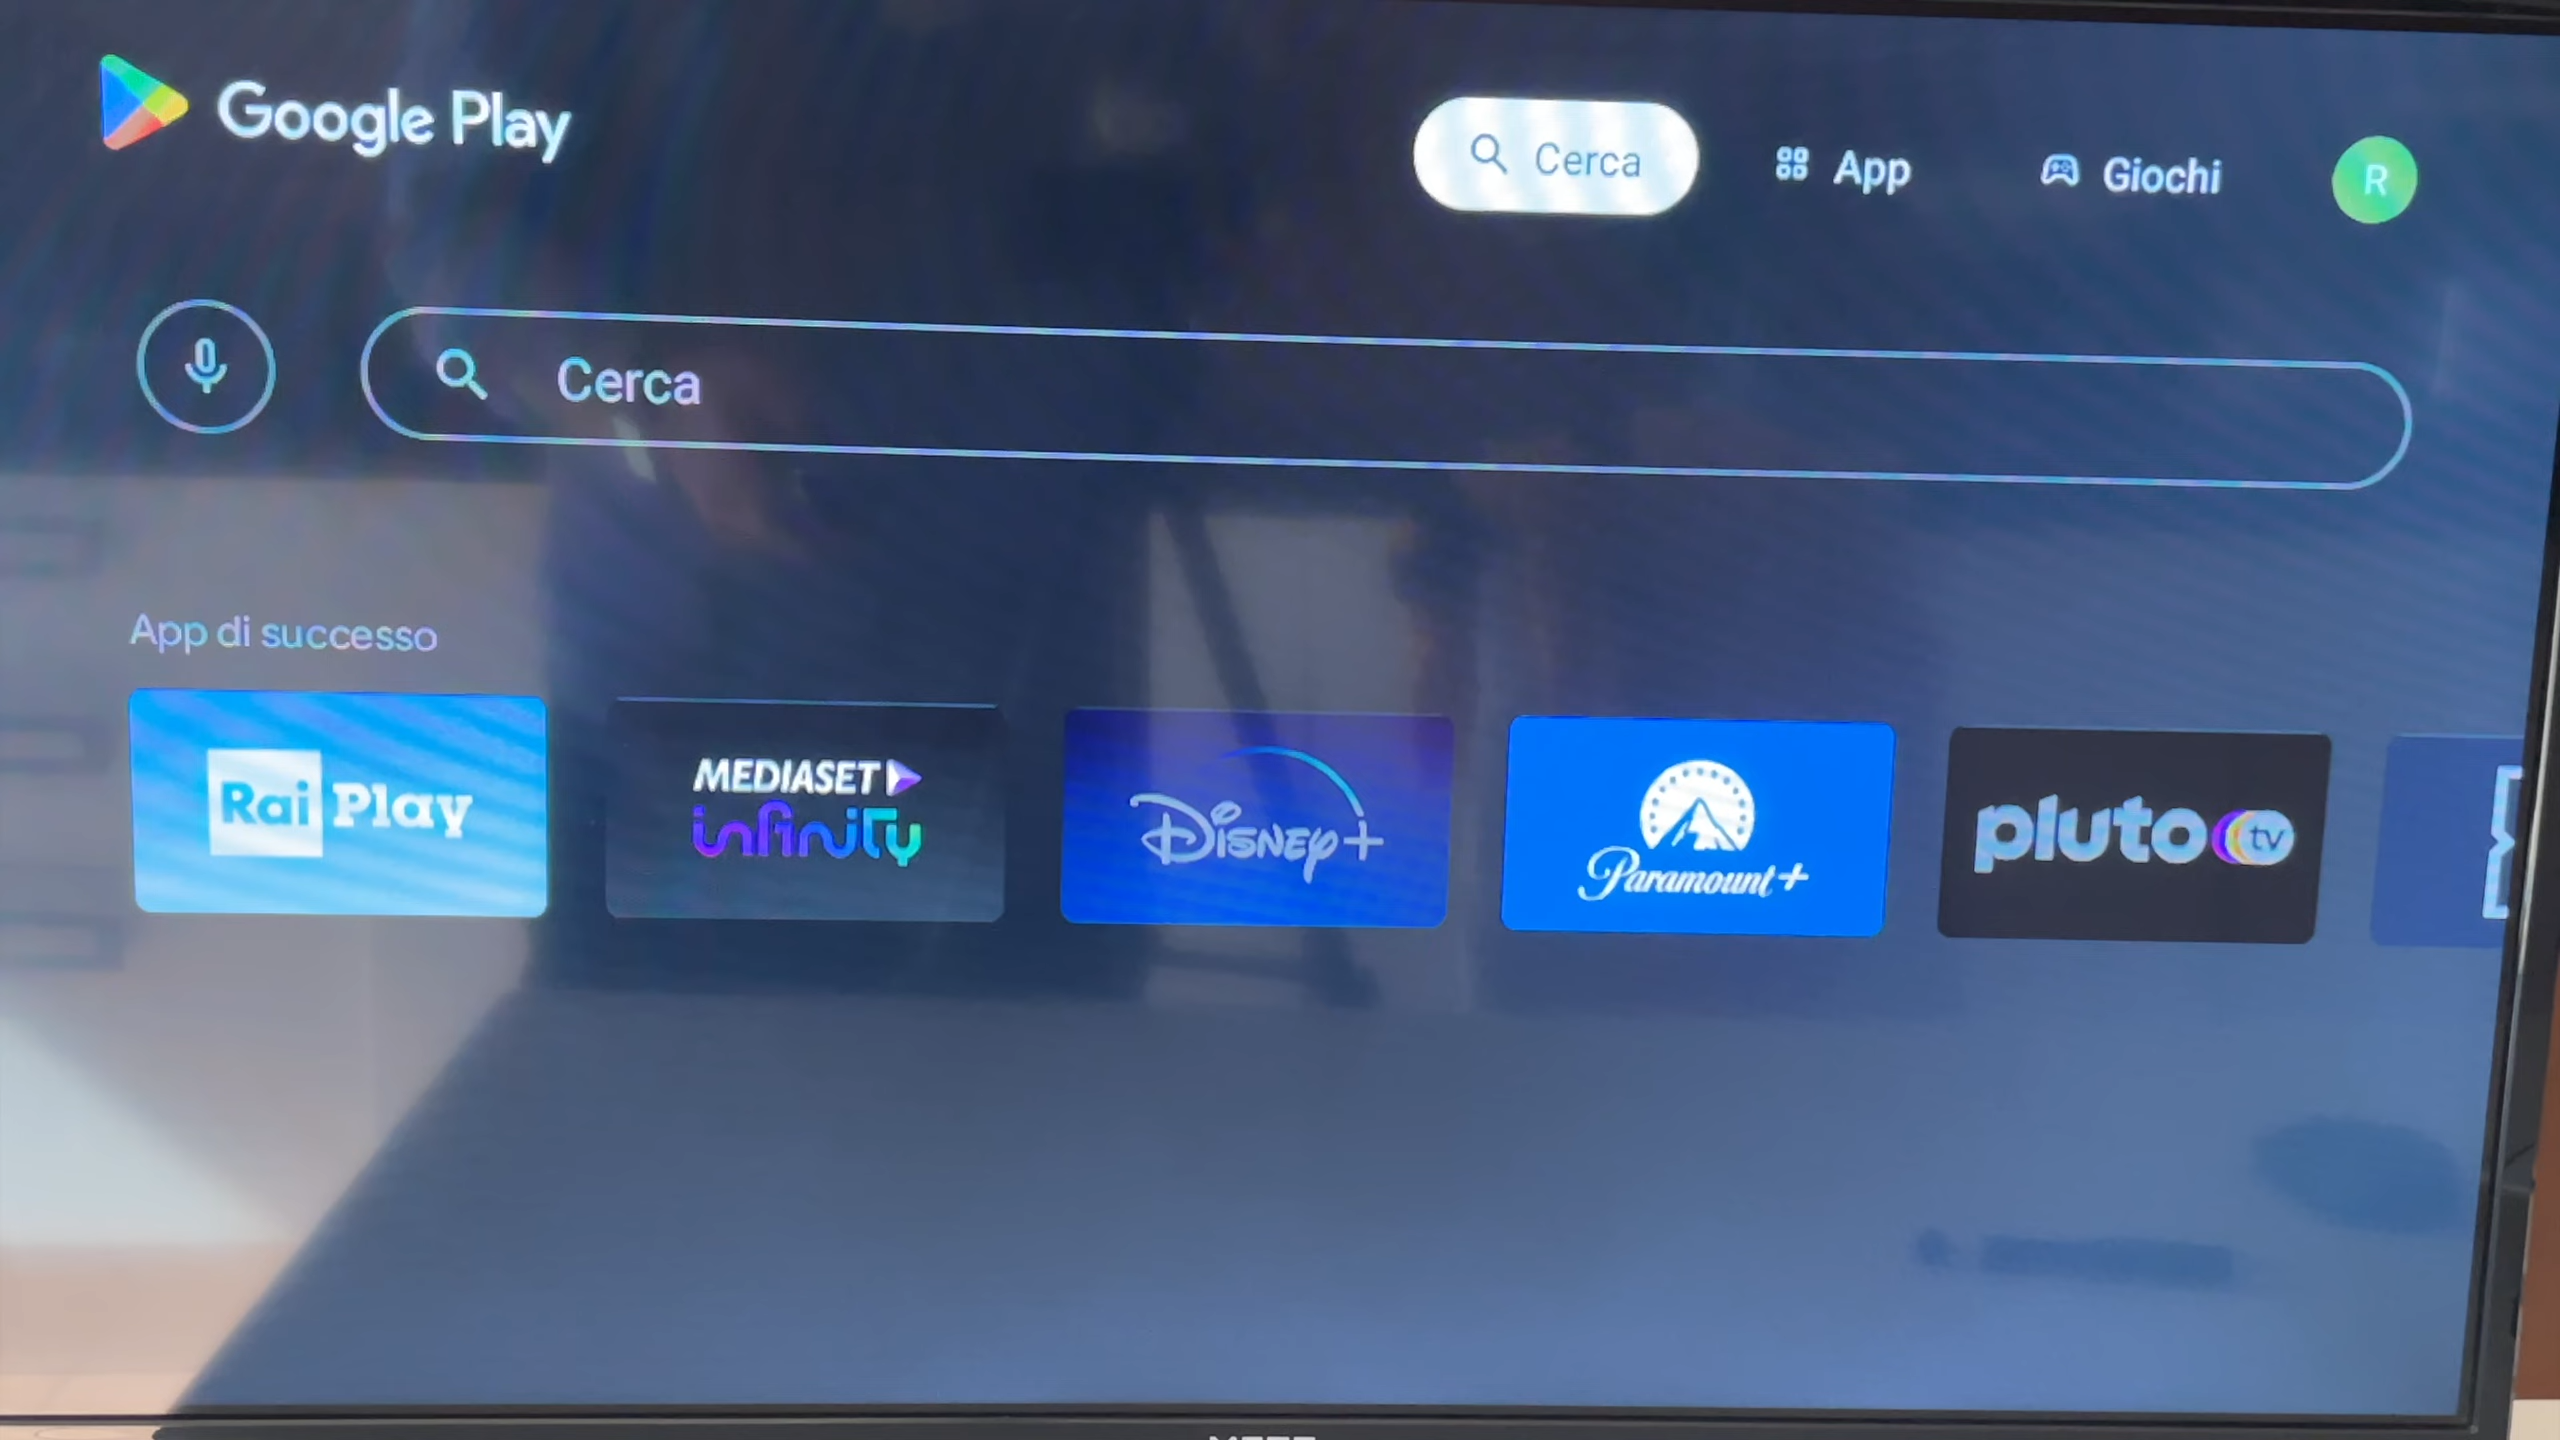 Google Play
Cerca
App
Giochi
R
Cerca
App di successo
Rai Play
MEDIASET
infinity
Disney+
Paramount+
pluto tv